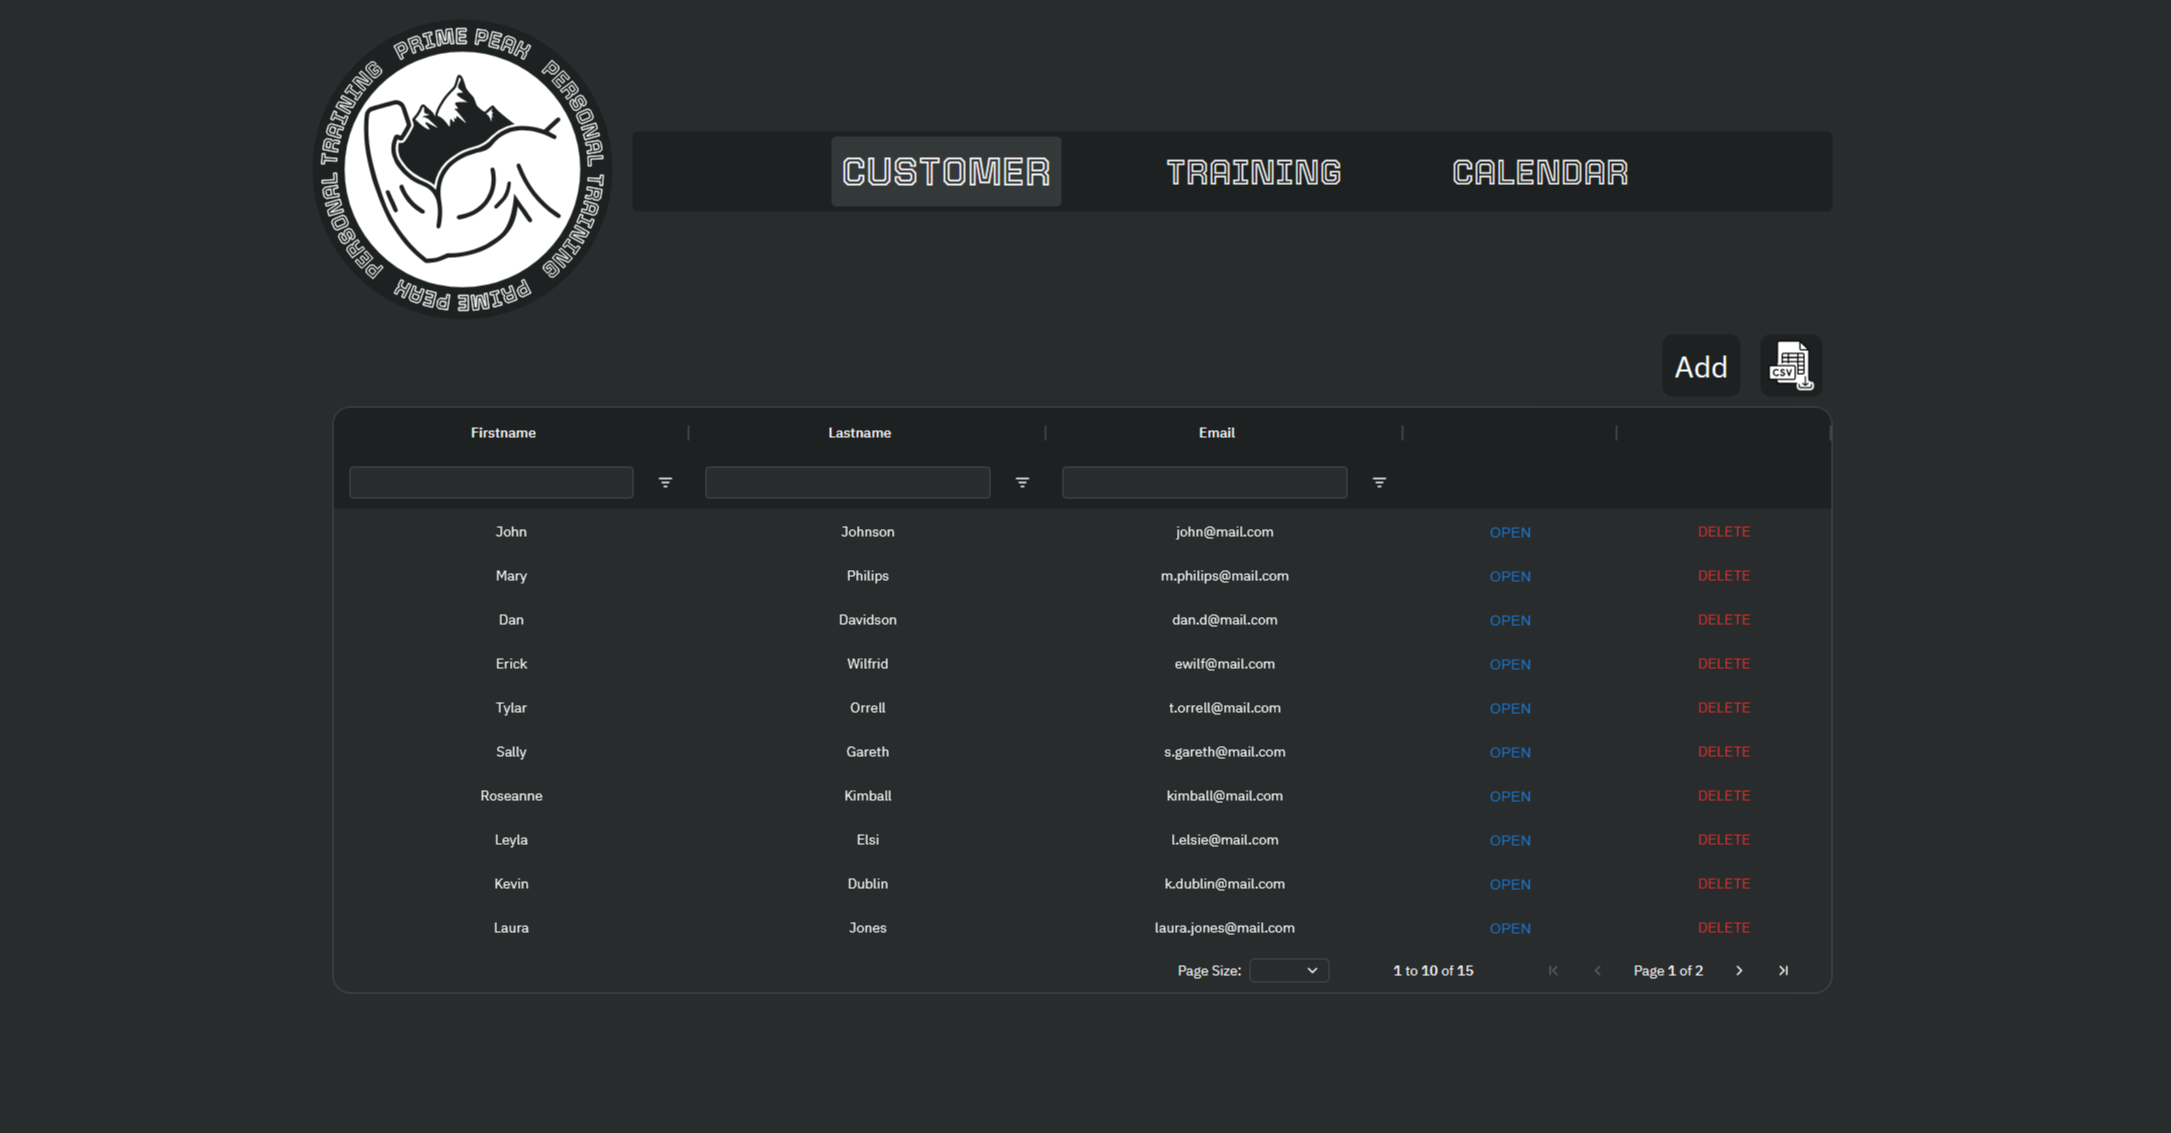 PRIME PEAK PERSONAL TRAINING PRIME PEAK PERSONAL TRAINING
CUSTOMER TRAINING CALENDAR
Add CSV
Firstname Lastname Email
John Johnson john@mail.com OPEN DELETE
Mary Philips m.philips@mail.com OPEN DELETE
Dan Davidson dan.d@mail.com OPEN DELETE
Erick Wilfrid ewilf@mail.com OPEN DELETE
Tylar Orrell t.orrell@mail.com OPEN DELETE
Sally Gareth s.gareth@mail.com OPEN DELETE
Roseanne Kimball kimball@mail.com OPEN DELETE
Leyla Elsi l.elsie@mail.com OPEN DELETE
Kevin Dublin k.dublin@mail.com OPEN DELETE
Laura Jones laura.jones@mail.com OPEN DELETE
Page Size: 1 to 10 of 15 Page 1 of 2